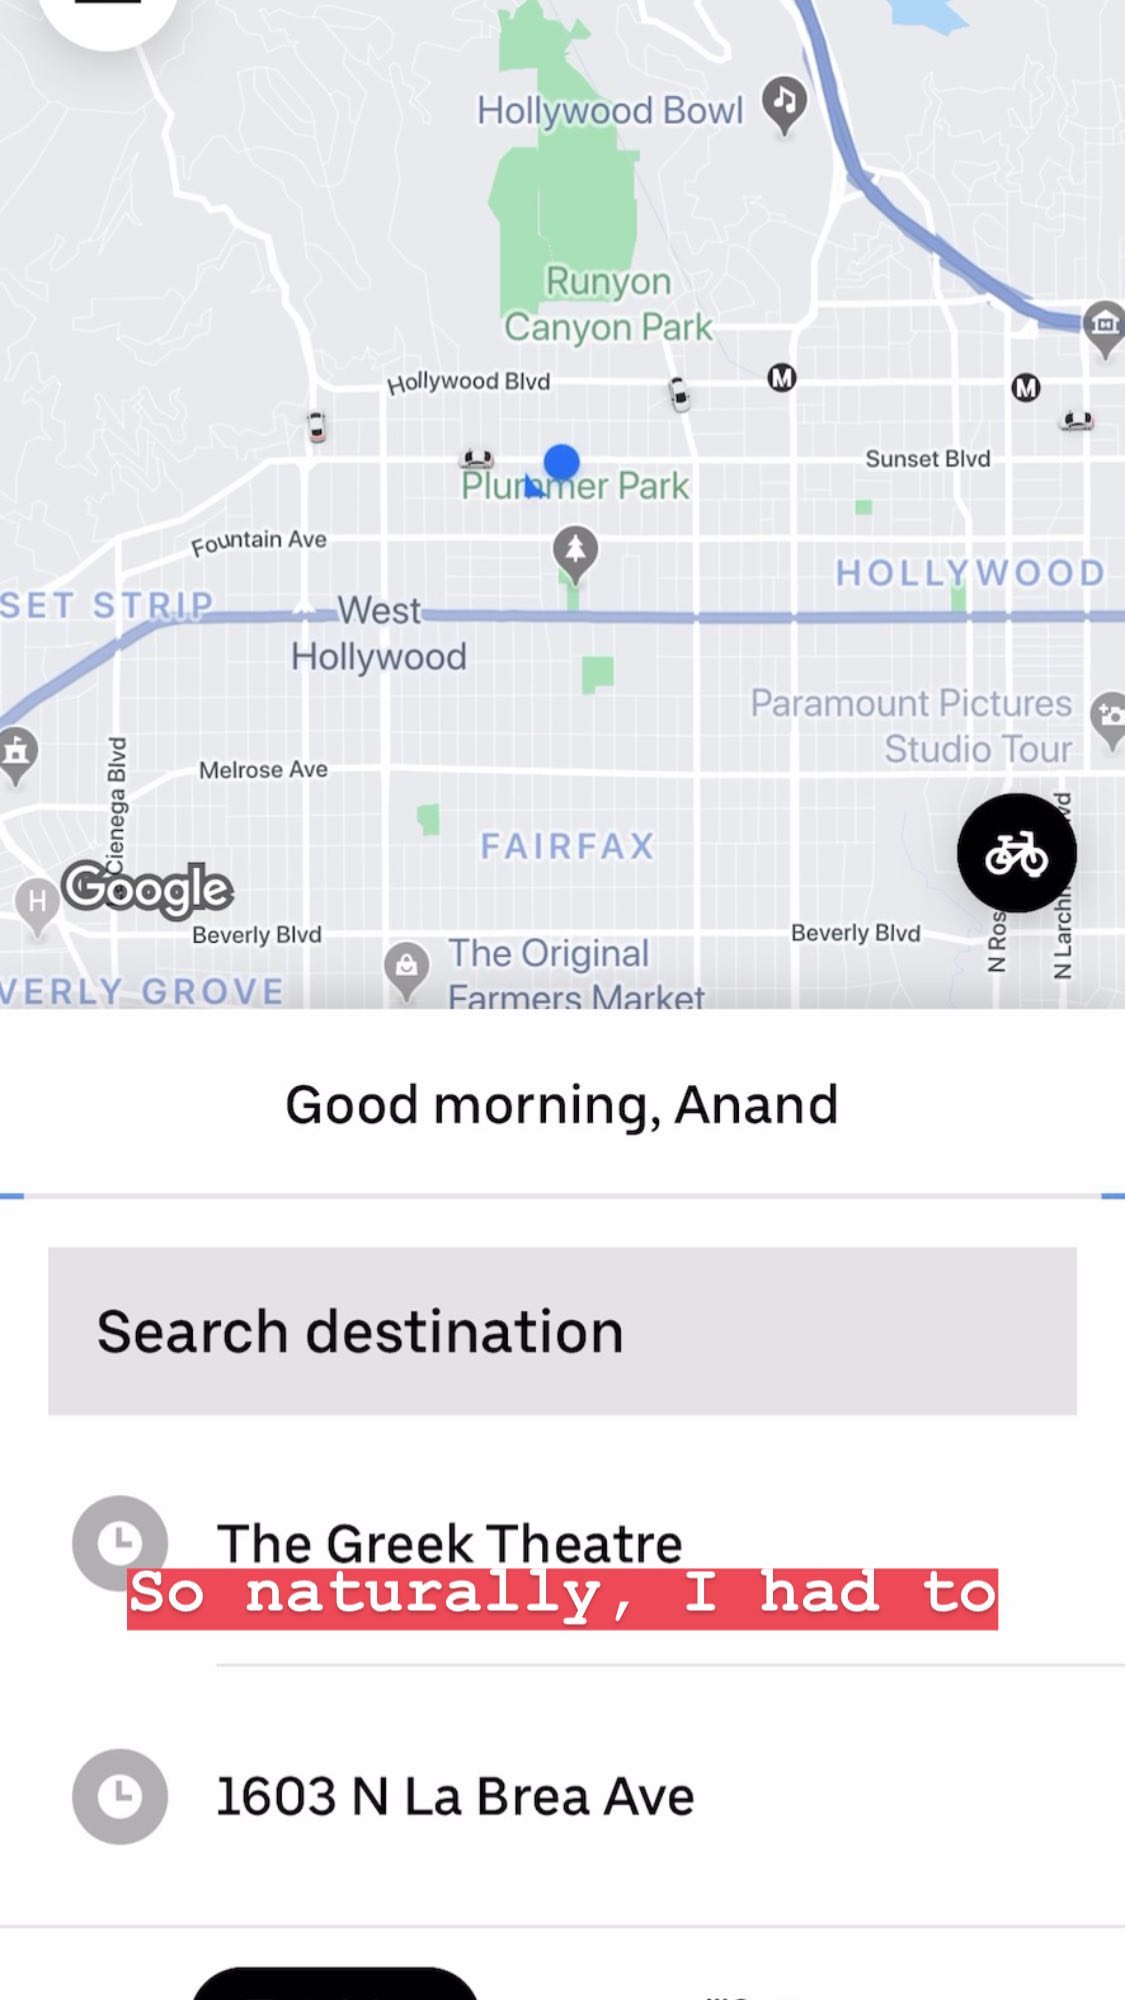 Hollywood Bowl
Runyon
Canyon Park
Hollywood Blvd
M
M
Sunset Blvd
Plummer Park
Fountain Ave
HOLLYWOOD
SET STRIP
West
Hollywood
Paramount Pictures
Studio Tour
Melrose Ave
Cienega Blvd
FAIRFAX
Google
H
Beverly Blvd
Beverly Blvd
N Ros
N Larchm
vd
The Original
Farmers Market
VERLY GROVE
Good morning, Anand
Search destination
The Greek Theatre
So naturally, I had to
1603 N La Brea Ave